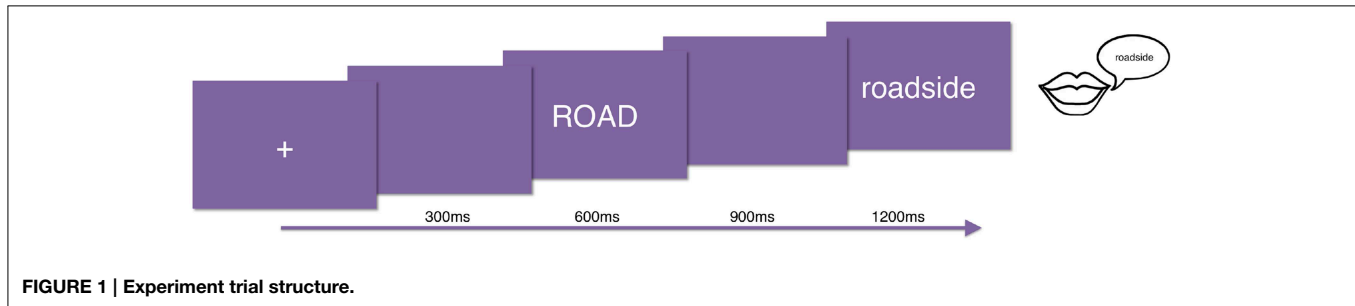 +
ROAD
roadside
roadside
300ms 600ms 900ms 1200ms
FIGURE 1 | Experiment trial structure.